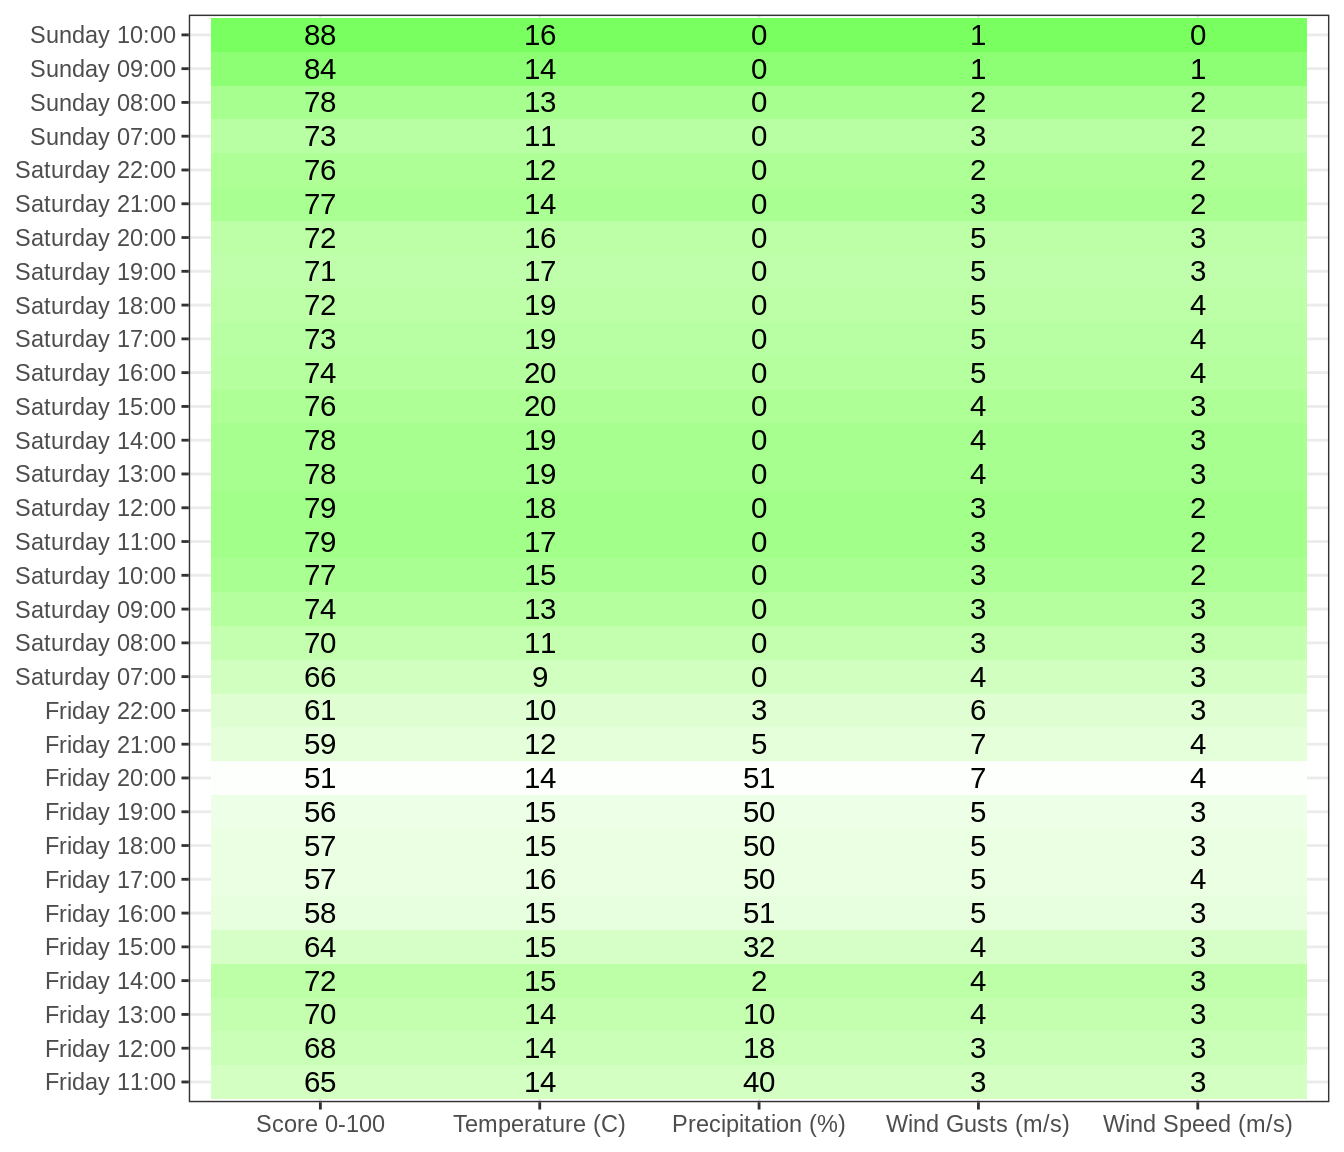 Sunday 10:00 88 16 0 1 0
Sunday 09:00 84 14 0 1 1
Sunday 08:00 78 13 0 2 2
Sunday 07:00 73 11 0 3 2
Saturday 22:00 76 12 0 2 2
Saturday 21:00 77 14 0 3 2
Saturday 20:00 72 16 0 5 3
Saturday 19:00 71 17 0 5 3
Saturday 18:00 72 19 0 5 4
Saturday 17:00 73 19 0 5 4
Saturday 16:00 74 20 0 5 4
Saturday 15:00 76 20 0 4 3
Saturday 14:00 78 19 0 4 3
Saturday 13:00 78 19 0 4 3
Saturday 12:00 79 18 0 3 2
Saturday 11:00 79 17 0 3 2
Saturday 10:00 77 15 0 3 2
Saturday 09:00 74 13 0 3 3
Saturday 08:00 70 11 0 3 3
Saturday 07:00 66 9 0 4 3
Friday 22:00 61 10 3 6 3
Friday 21:00 59 12 5 7 4
Friday 20:00 51 14 51 7 4
Friday 19:00 56 15 50 5 3
Friday 18:00 57 15 50 5 3
Friday 17:00 57 16 50 5 4
Friday 16:00 58 15 51 5 3
Friday 15:00 64 15 32 4 3
Friday 14:00 72 15 2 4 3
Friday 13:00 70 14 10 4 3
Friday 12:00 68 14 18 3 3
Friday 11:00 65 14 40 3 3
Score 0-100 Temperature (C) Precipitation (%) Wind Gusts (m/s) Wind Speed (m/s)